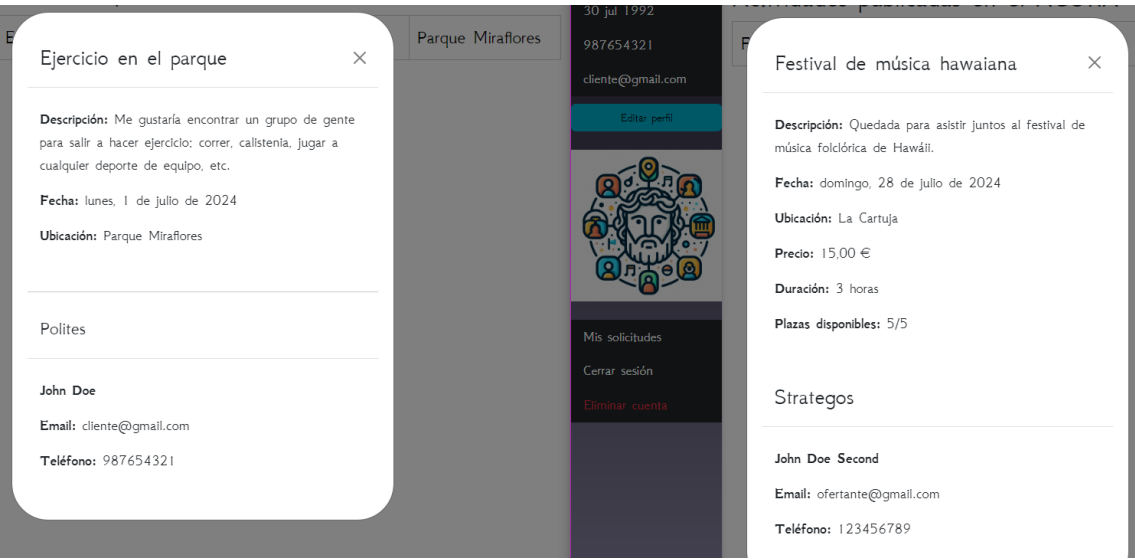 Parque Miraflores
Ejercicio en el parque
Descripción: Me gustaría encontrar un grupo de gente
para salir a hacer ejercicio; correr, calistenia, jugar a
cualquier deporte de equipo, etc.
Fecha: lunes, 1 de julio de 2024
Ubicación: Parque Miraflores
Polites
John Doe
Email: cliente@gmail.com
Teléfono: 987654321
30 jul 1992
987654321
cliente@gmail.com
Editar perfil
Mis solicitudes
Cerrar sesión
Eliminar cuenta
Festival de música hawaiana
Descripción: Quedada para asistir juntos al festival de
música folclórica de Hawáii.
Fecha: domingo, 28 de julio de 2024
Ubicación: La Cartuja
Precio: 15,00 €
Duración: 3 horas
Plazas disponibles: 5/5
Strategos
John Doe Second
Email: ofertante@gmail.com
Teléfono: 123456789